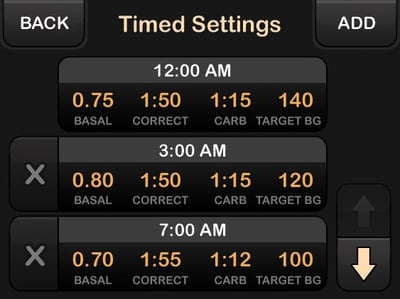 BACK Timed Settings ADD
12:00 AM
0.75 1:50 1:15 140
BASAL CORRECT CARB TARGET BG
X 3:00 AM
0.80 1:50 1:15 120
BASAL CORRECT CARB TARGET BG
X 7:00 AM
0.70 1:55 1:12 100
BASAL CORRECT CARB TARGET BG